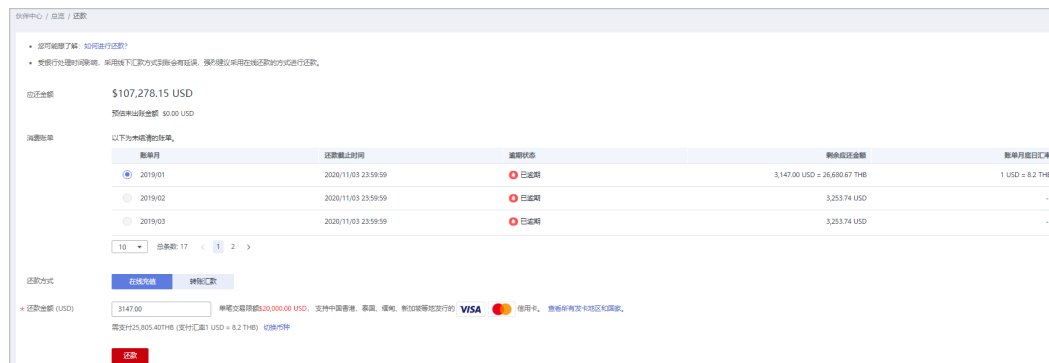 伙伴中心 / 总览 / 还款
• 您可能想了解：如何进行还款？
• 受银行处理时间影响，采用线下汇款方式到账会有延误，强烈建议采用在线还款的方式进行还款。
应还金额 $107,278.15 USD
预估未出账金额 $0.00 USD
消费账单 以下为未结清的账单。
账单月 还款截止时间 逾期状态 剩余应还金额 账单月底日汇率
2019/01 2020/11/03 23:59:59 已逾期 3,147.00 USD = 26,680.67 THB 1 USD = 8.2 THB
2019/02 2020/11/03 23:59:59 已逾期 3,253.74 USD -
2019/03 2020/11/03 23:59:59 已逾期 3,253.74 USD -
10 总条数: 17 < 1 2 >
还款方式 在线充值 转账汇款
* 还款金额 (USD) 3147.00 单笔交易限额$20,000.00 USD。 支持中国香港、泰国、缅甸、新加坡等地发行的 VISA 信用卡。 查看所有发卡地区和国家。
需支付25,805.40THB (支付汇率1 USD = 8.2 THB) 切换币种
还款